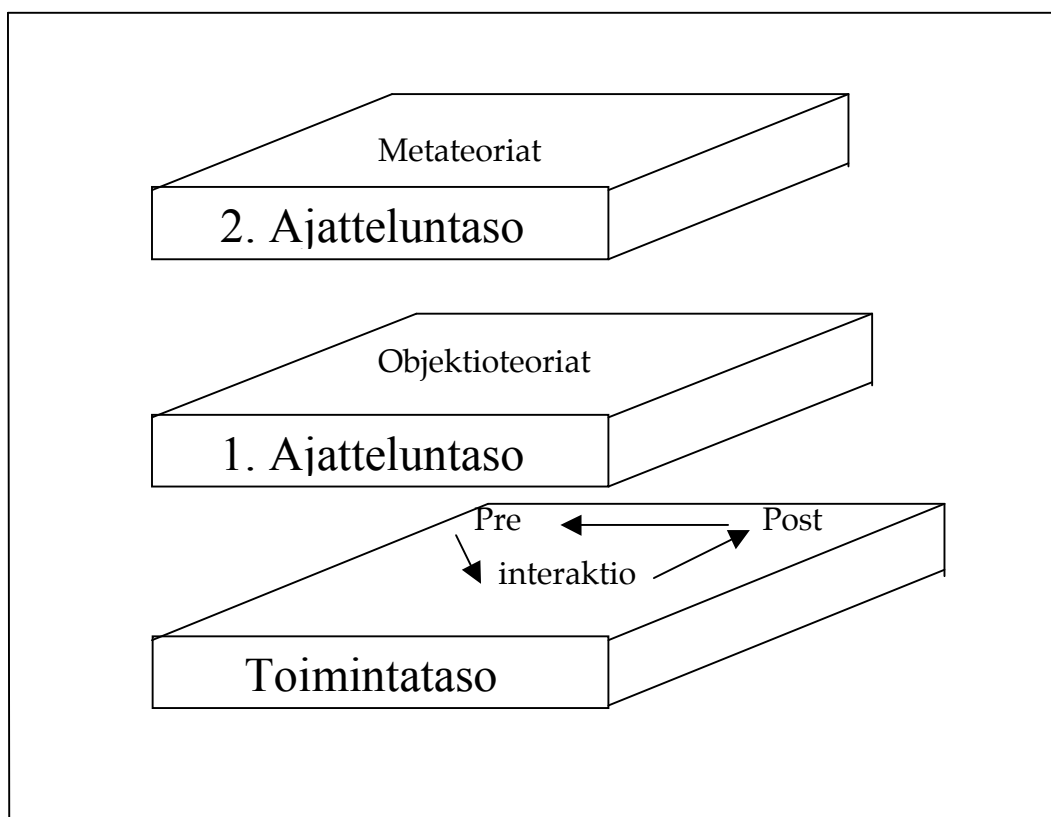 Metateoriat
2. Ajatteluntaso
Objektioteoriat
1. Ajatteluntaso
Pre Post
interaktio
Toimintataso